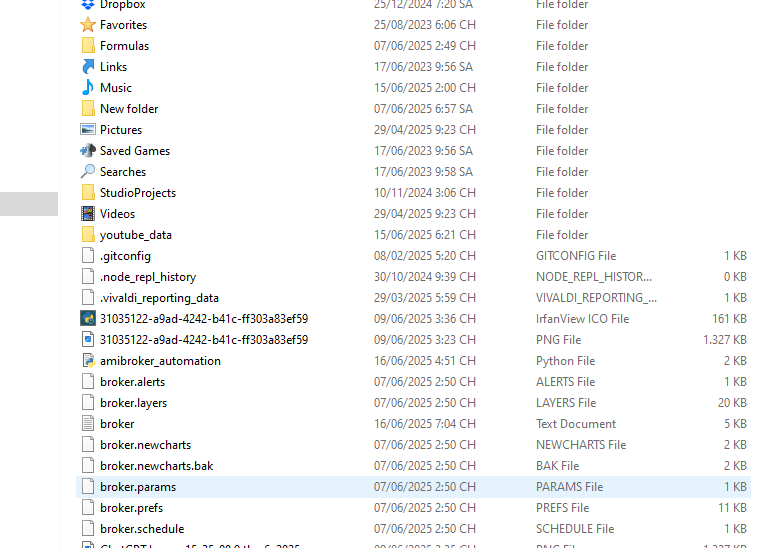 Dropbox 25/12/2024 7:20 SA File folder
Favorites 25/08/2023 6:06 CH File folder
Formulas 07/06/2025 2:49 CH File folder
Links 17/06/2023 9:56 SA File folder
Music 15/06/2025 2:00 CH File folder
New folder 07/06/2025 6:57 SA File folder
Pictures 29/04/2025 9:23 CH File folder
Saved Games 17/06/2023 9:56 SA File folder
Searches 17/06/2023 9:58 SA File folder
StudioProjects 10/11/2024 3:06 CH File folder
Videos 29/04/2025 9:23 CH File folder
youtube_data 15/06/2025 6:21 CH File folder
.gitconfig 08/02/2025 5:20 CH GITCONFIG File 1 KB
.node_repl_history 30/10/2024 9:39 CH NODE_REPL_HISTOR... 0 KB
.vivaldi_reporting_data 29/03/2025 5:59 CH VIVALDI_REPORTING_... 1 KB
31035122-a9ad-4242-b41c-ff303a83ef59 09/06/2025 3:36 CH IrfanView ICO File 161 KB
31035122-a9ad-4242-b41c-ff303a83ef59 09/06/2025 3:23 CH PNG File 1.327 KB
amibroker_automation 16/06/2025 4:51 CH Python File 2 KB
broker.alerts 07/06/2025 2:50 CH ALERTS File 1 KB
broker.layers 07/06/2025 2:50 CH LAYERS File 20 KB
broker 16/06/2025 7:04 CH Text Document 5 KB
broker.newcharts 07/06/2025 2:50 CH NEWCHARTS File 2 KB
broker.newcharts.bak 07/06/2025 2:50 CH BAK File 2 KB
broker.params 07/06/2025 2:50 CH PARAMS File 1 KB
broker.prefs 07/06/2025 2:50 CH PREFS File 11 KB
broker.schedule 07/06/2025 2:50 CH SCHEDULE File 1 KB